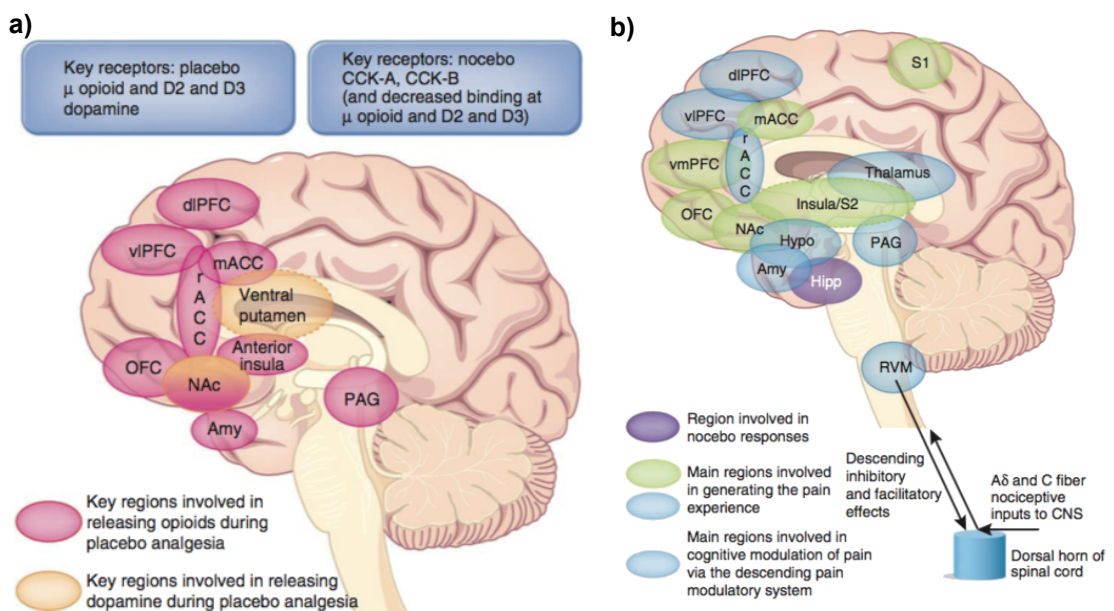 a)
Key receptors: placebo
μ opioid and D2 and D3
dopamine
Key receptors: nocebo
CCK-A, CCK-B
(and decreased binding at
μ opioid and D2 and D3)
dlPFC
vlPFC
mACC
r
A
C
C
Ventral
putamen
Anterior
insula
OFC
NAc
PAG
Amy
Key regions involved in
releasing opioids during
placebo analgesia
Key regions involved in releasing
dopamine during placebo analgesia
b)
S1
dlPFC
vlPFC
mACC
r
A
C
C
vmPFC
Thalamus
Insula/S2
OFC
NAc
Hypo
PAG
Amy
Hipp
RVM
Region involved in
nocebo responses
Main regions involved
in generating the pain
experience
Main regions involved in
cognitive modulation of pain
via the descending pain
modulatory system
Descending
inhibitory
and facilitatory
effects
Aδ and C fiber
nociceptive
inputs to CNS
Dorsal horn of
spinal cord